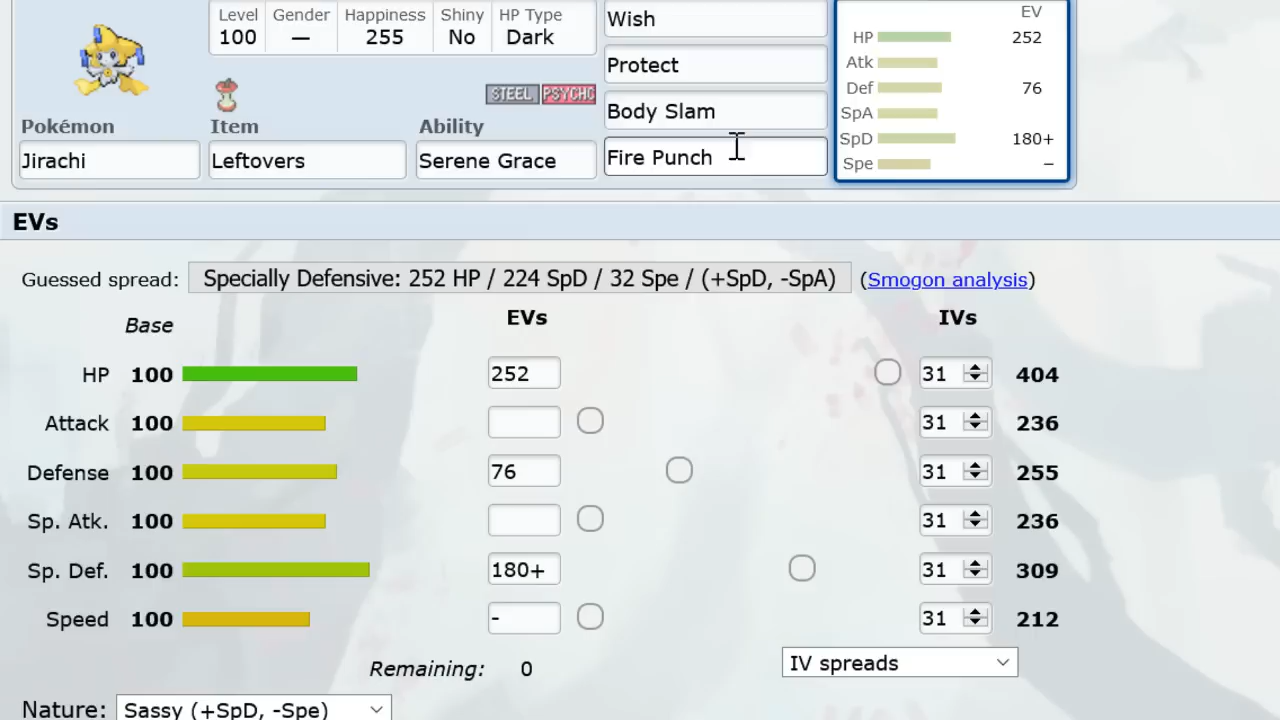 Level Gender Happiness Shiny HP Type
100 — 255 No Dark
STEEL PSYCHC
Pokémon Item Ability
Jirachi Leftovers Serene Grace
Wish
Protect
Body Slam
Fire Punch
EV
HP 252
Atk
Def 76
SpA
SpD 180+
Spe –
EVs
Guessed spread: Specially Defensive: 252 HP / 224 SpD / 32 Spe / (+SpD, -SpA) (Smogon analysis)
Base EVs IVs
HP 100 252 31 404
Attack 100 31 236
Defense 100 76 31 255
Sp. Atk. 100 31 236
Sp. Def. 100 180+ 31 309
Speed 100 - 31 212
Remaining: 0 IV spreads
Nature: Sassy (+SpD, -Spe)